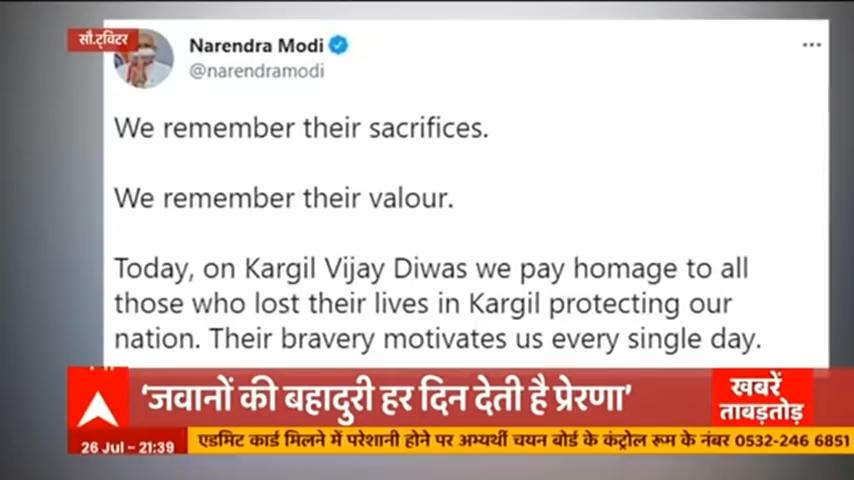 सौ.ट्विटर
Narendra Modi
@narendramodi
We remember their sacrifices.
We remember their valour.
Today, on Kargil Vijay Diwas we pay homage to all
those who lost their lives in Kargil protecting our
nation. Their bravery motivates us every single day.
‘जवानों की बहादुरी हर दिन देती है प्रेरणा’
खबरें
ताबड़तोड़
26 Jul – 21:39
एडमिट कार्ड मिलने में परेशानी होने पर अभ्यर्थी चयन बोर्ड के कंट्रोल रूम के नंबर 0532-246 6851